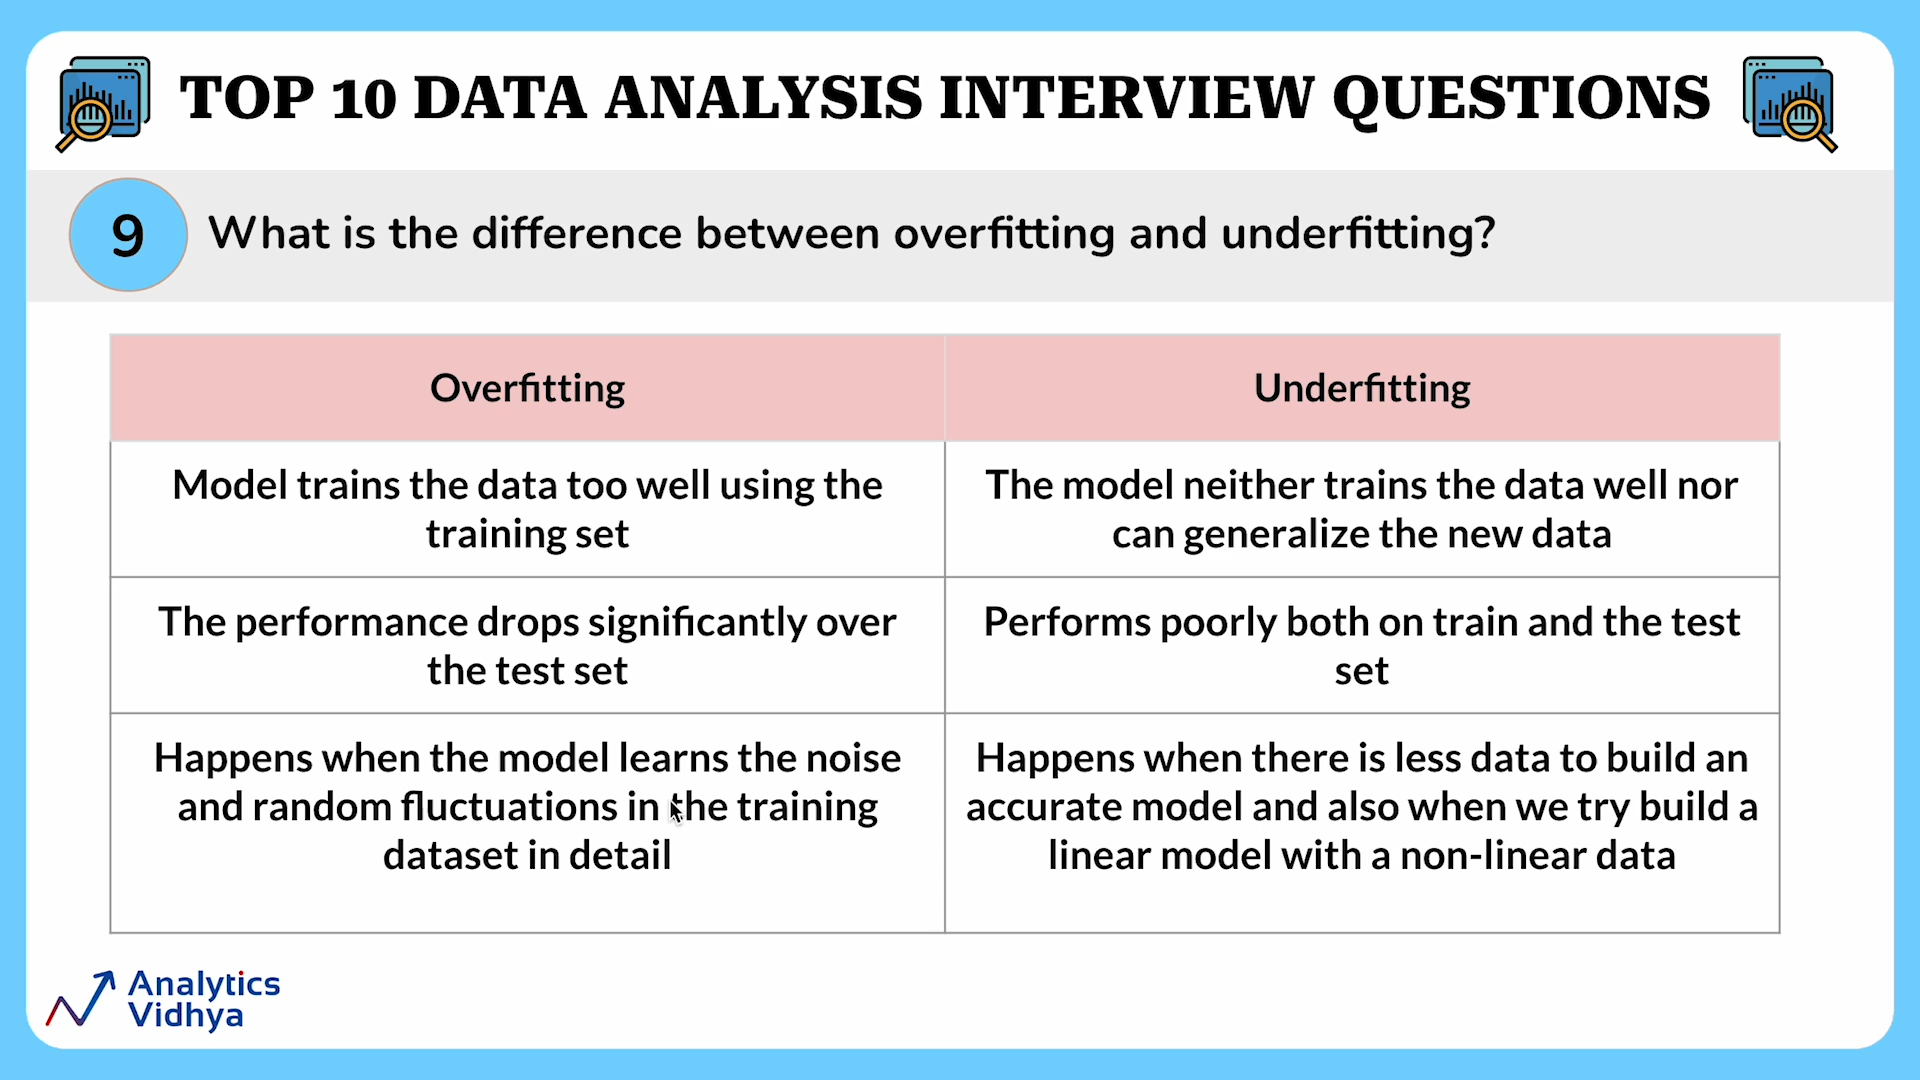 TOP 10 DATA ANALYSIS INTERVIEW QUESTIONS
9
What is the difference between overfitting and underfitting?
Overfitting
Underfitting
Model trains the data too well using the
training set
The model neither trains the data well nor
can generalize the new data
The performance drops significantly over
the test set
Performs poorly both on train and the test
set
Happens when the model learns the noise
and random fluctuations in the training
dataset in detail
Happens when there is less data to build an
accurate model and also when we try build a
linear model with a non-linear data
Analytics
Vidhya